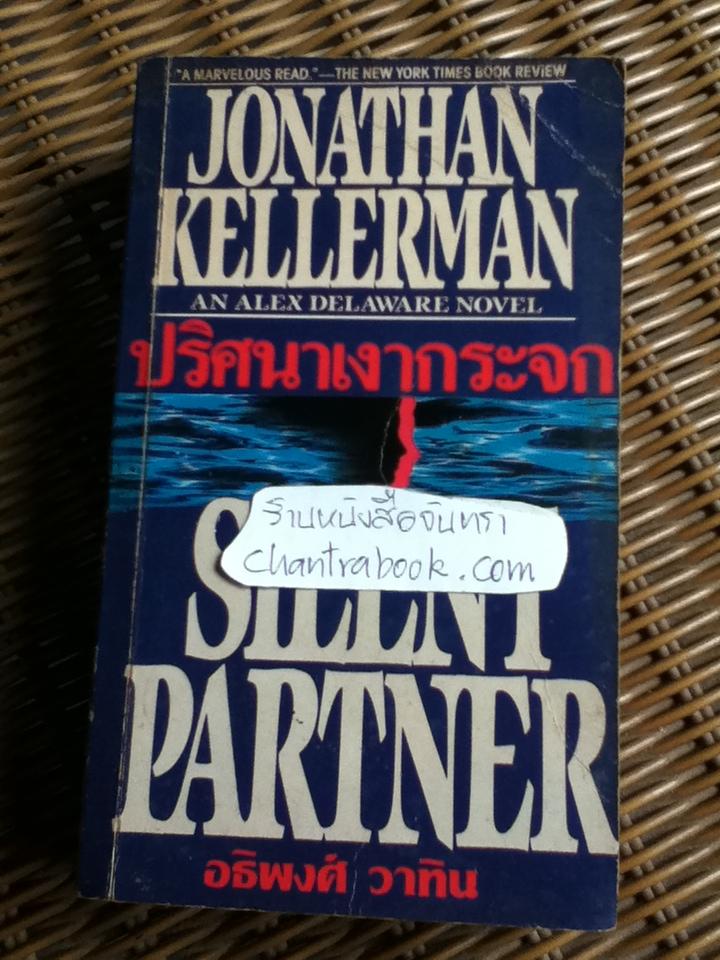 "A MARVELOUS READ."—THE NEW YORK TIMES BOOK REVIEW
JONATHAN
KELLERMAN
AN ALEX DELAWARE NOVEL
ปริศนาเงากระจก
ร้านหนังสือจันทรา
chantrabook.com
SILENT
PARTNER
อธิพงศ์ วาทิน